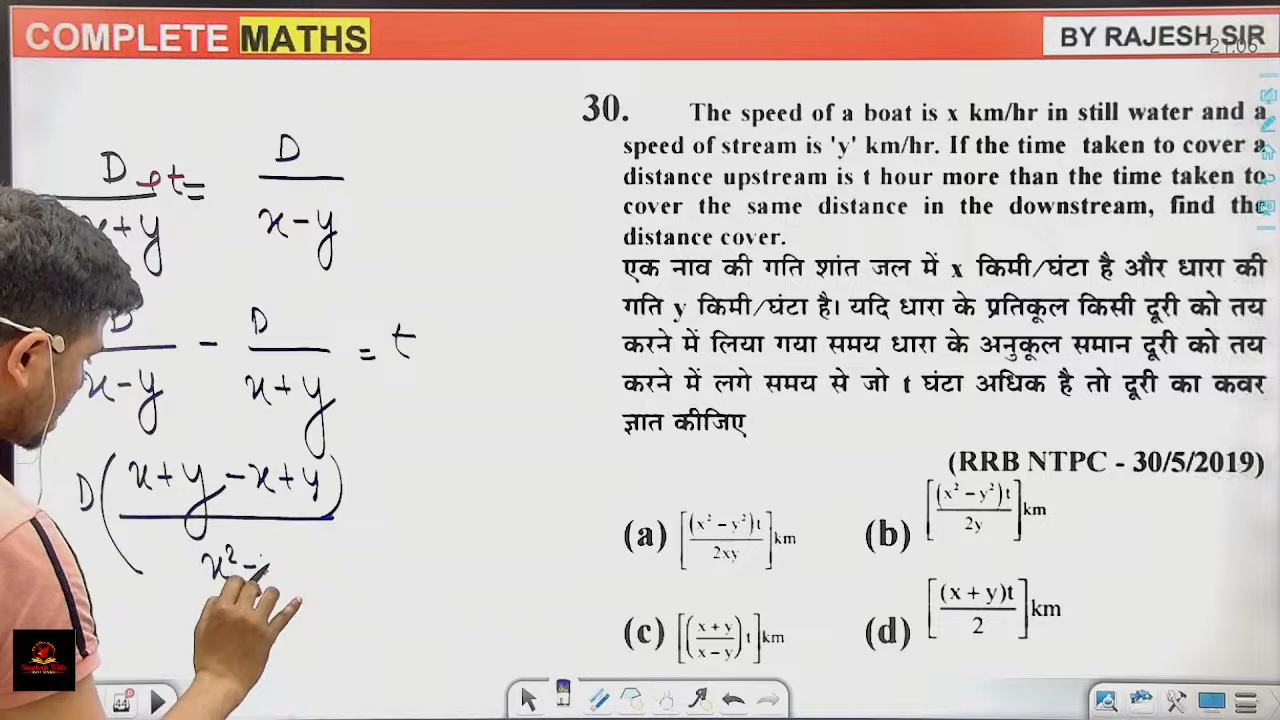 COMPLETE MATHS
BY RAJESH SIR
21:06
D + t = D
x+y x-y
D - D = t
x-y x+y
D(x+y-x+y)
x² -
30. The speed of a boat is x km/hr in still water and a
speed of stream is 'y' km/hr. If the time taken to cover a
distance upstream is t hour more than the time taken to
cover the same distance in the downstream, find the
distance cover.
एक नाव की गति शांत जल में x किमी/घंटा है और धारा की
गति y किमी/घंटा है। यदि धारा के प्रतिकूल किसी दूरी को तय
करने में लिया गया समय धारा के अनुकूल समान दूरी को तय
करने में लगे समय से जो t घंटा अधिक है तो दूरी का कवर
ज्ञात कीजिए
(RRB NTPC - 30/5/2019)
(a) [(x² - y²)t / 2xy] km (b) [(x² - y²)t / 2y] km
(c) [((x + y) / (x - y)) t] km (d) [(x + y)t / 2] km
44